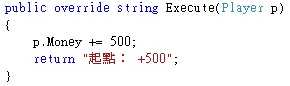 public override string Execute(Player p)
{
    p.Money += 500;
    return "起點： +500";
}